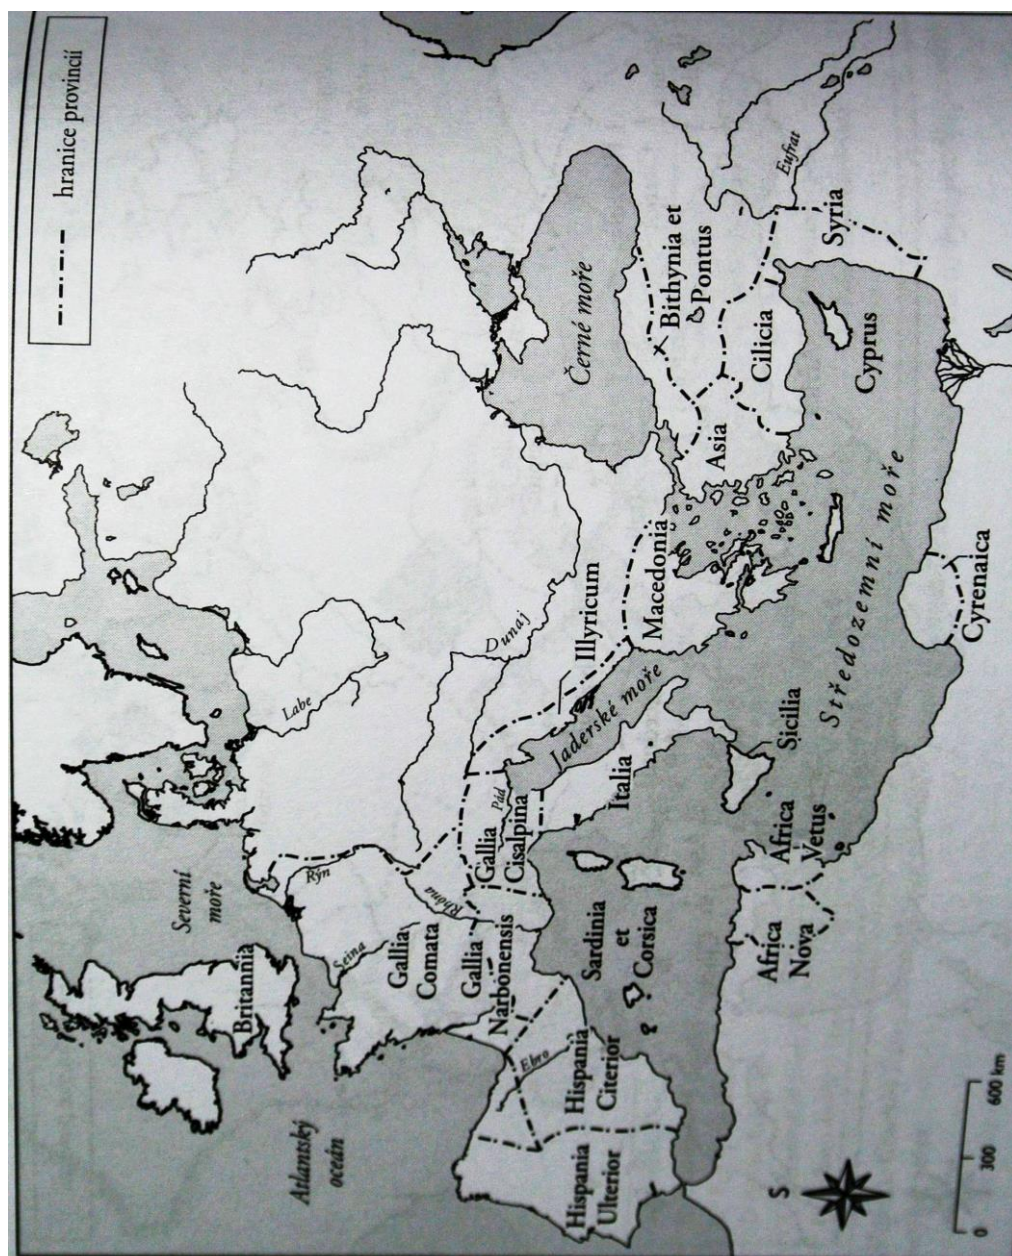 hranice provincií
Severní
moře
Britannia
Atlantský
oceán
Labe
Rýn
Seina
Gallia
Comata
Rhôna
Gallia
Narbonensis
Gallia
Cisalpina
Pád
Dunaj
Illyricum
Jaderské moře
Italia
Macedonia
Černé moře
Bithynia et
Pontus
Asia
Cilicia
Eufrat
Syria
Cyprus
Ebro
Hispania
Citerior
Hispania
Ulterior
Sardinia
et
Corsica
Sicilia
Africa
Vetus
Africa
Nova
Středozemní moře
Cyrenaica
S
0 300 600 km